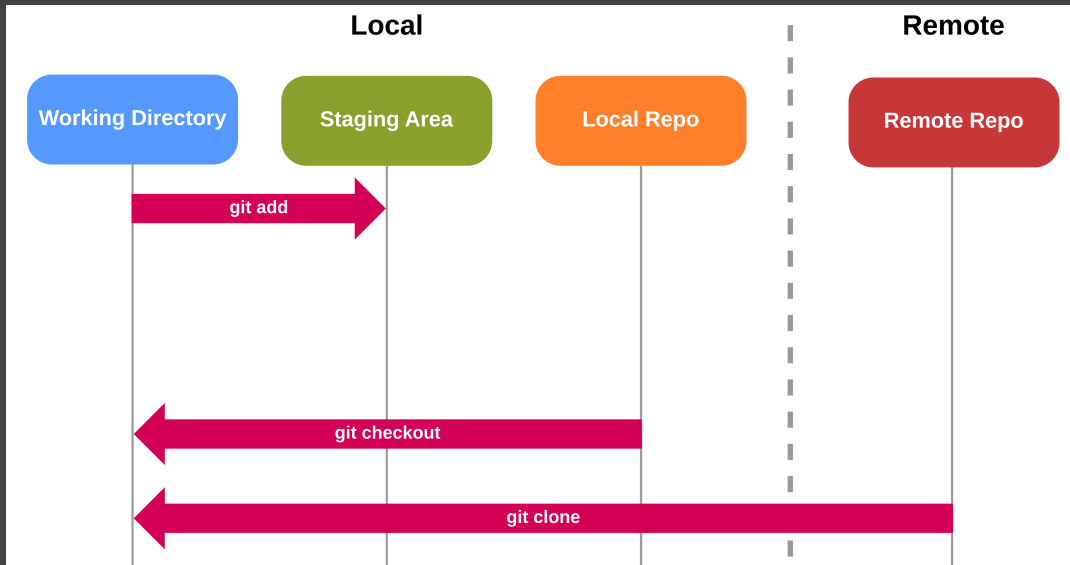 Local
Remote
Working Directory
Staging Area
Local Repo
Remote Repo
git add
git checkout
git clone